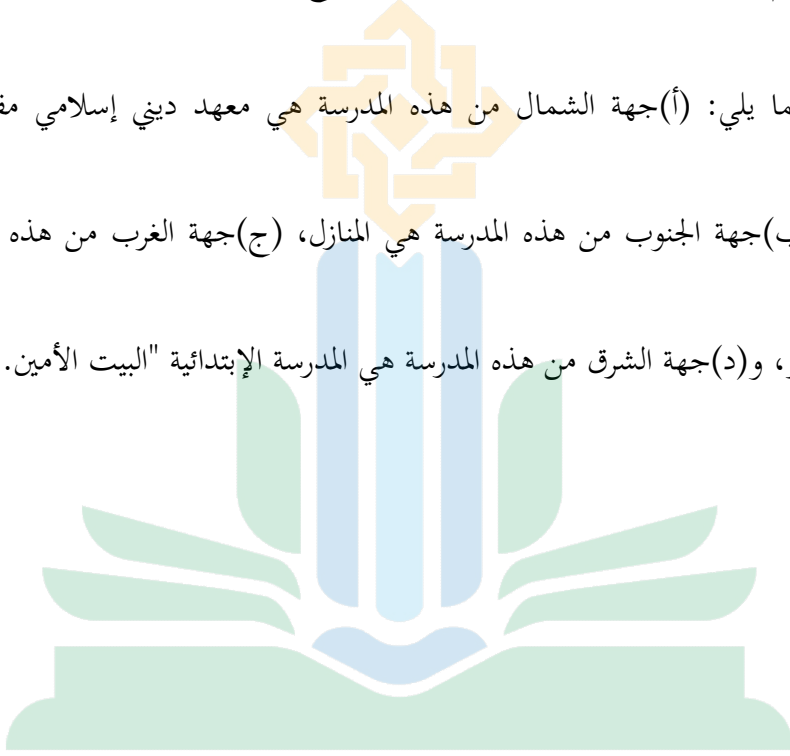 ما يلي: (أ)جهة الشمال من هذه المدرسة هي معهد ديني إسلامي
ب)جهة الجنوب من هذه المدرسة هي المنازل، (ج)جهة الغرب من هذه
، و(د)جهة الشرق من هذه المدرسة هي المدرسة الإبتدائية "البيت الأمين.